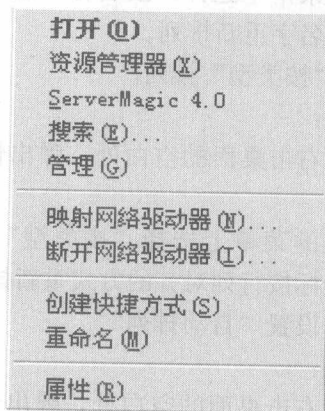 打开(O)
资源管理器(X)
ServerMagic 4.0
搜索(E)...
管理(G)
映射网络驱动器(N)...
断开网络驱动器(I)...
创建快捷方式(S)
重命名(M)
属性(R)